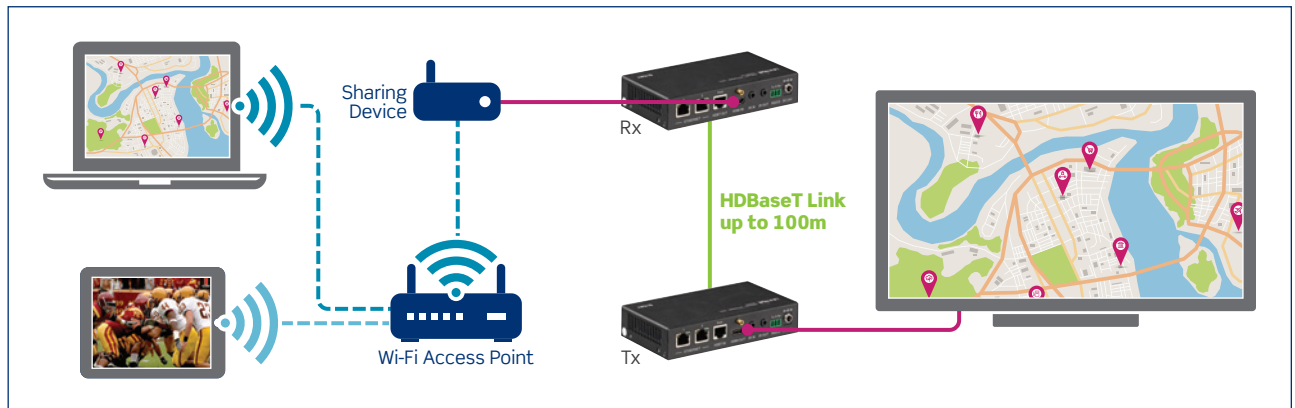 Sharing
Device
Rx
HDBaseT Link
up to 100m
Wi-Fi Access Point
Tx